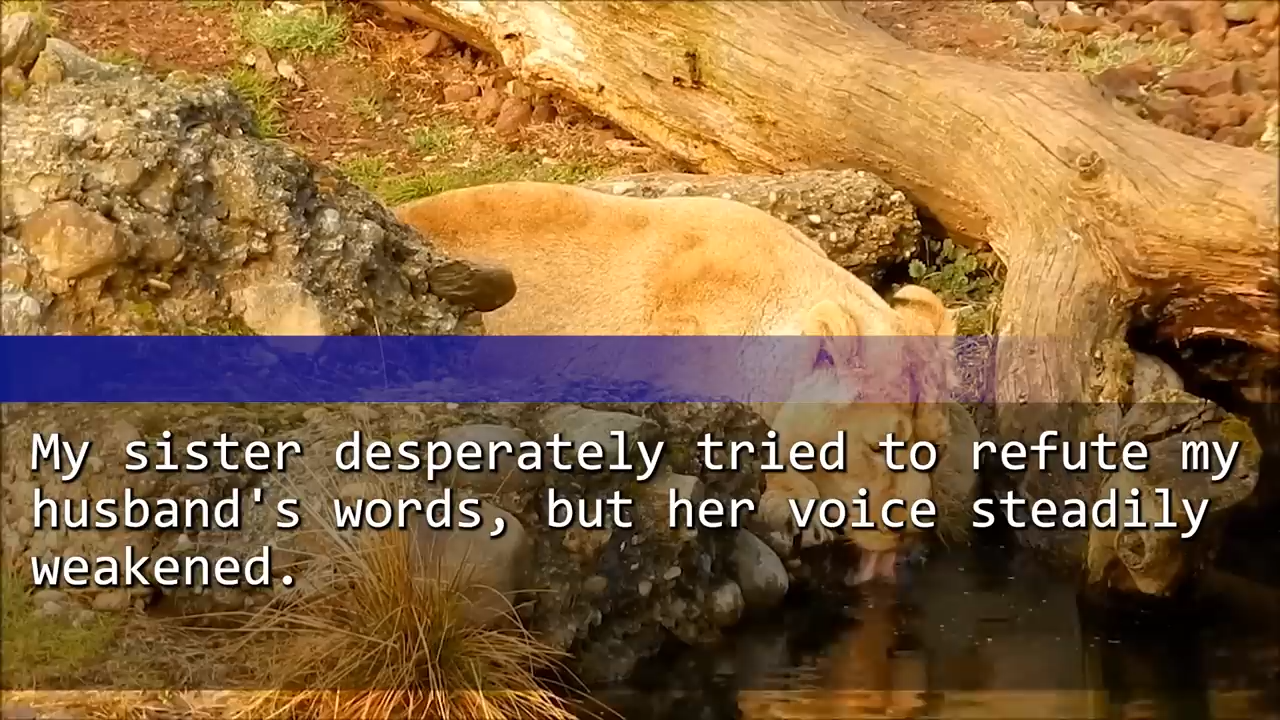 My sister desperately tried to refute my
husband's words, but her voice steadily
weakened.